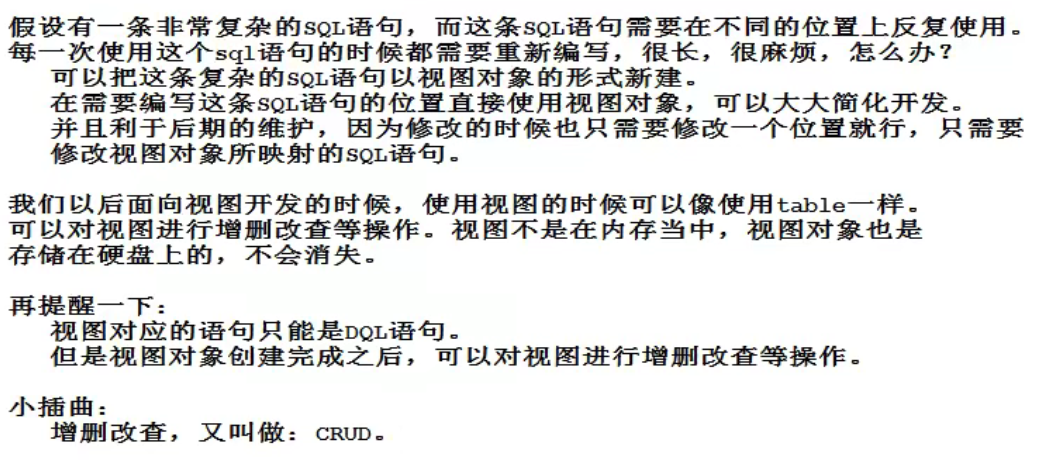 假设有一条非常复杂的SQL语句，而这条SQL语句需要在不同的位置上反复使用。
每一次使用这个sql语句的时候都需要重新编写，很长，很麻烦，怎么办？
可以把这条复杂的SQL语句以视图对象的形式新建。
在需要编写这条SQL语句的位置直接使用视图对象，可以大大简化开发。
并且利于后期的维护，因为修改的时候也只需要修改一个位置就行，只需要
修改视图对象所映射的SQL语句。
我们以后面向视图开发的时候，使用视图的时候可以像使用table一样。
可以对视图进行增删改查等操作。视图不是在内存当中，视图对象也是
存储在硬盘上的，不会消失。
再提醒一下：
视图对应的语句只能是DQL语句。
但是视图对象创建完成之后，可以对视图进行增删改查等操作。
小插曲：
增删改查，又叫做：CRUD。